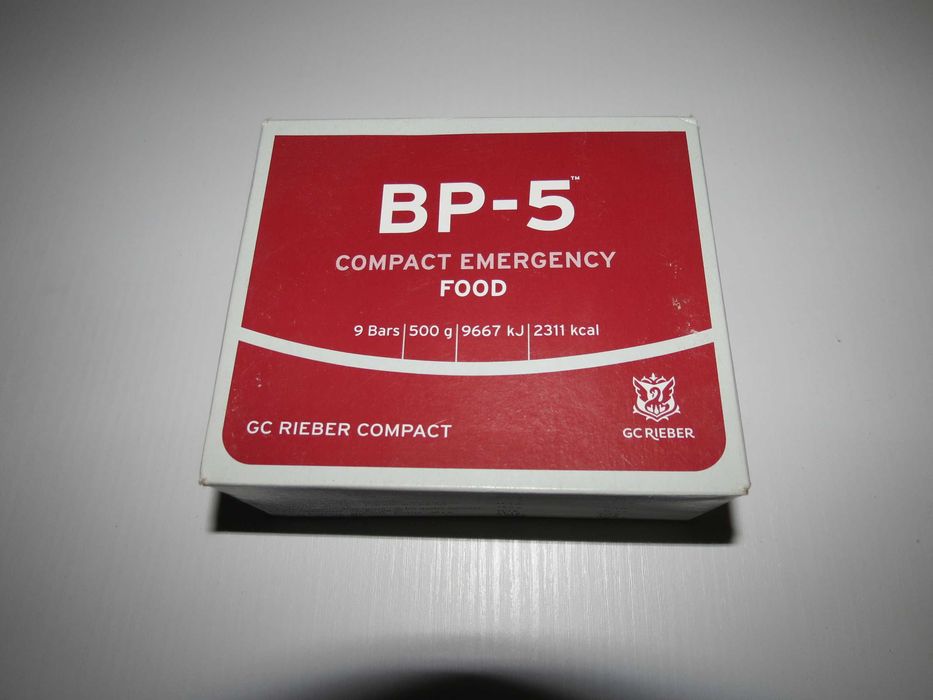 BP-5™
COMPACT EMERGENCY
FOOD
9 Bars | 500 g | 9667 kJ | 2311 kcal
GC RIEBER COMPACT
GC RIEBER